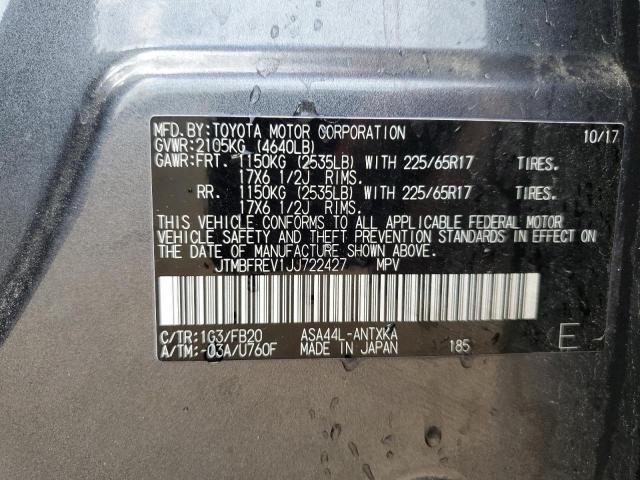 MFD. BY: TOYOTA MOTOR CORPORATION 10/17
GVWR: 2105KG (4640LB)
GAWR: FRT. 1150KG (2535LB) WITH 225/65R17 TIRES.
17X6 1/2J RIMS.
RR. 1150KG (2535LB) WITH 225/65R17 TIRES.
17X6 1/2J RIMS.
THIS VEHICLE CONFORMS TO ALL APPLICABLE FEDERAL MOTOR
VEHICLE SAFETY AND THEFT PREVENTION STANDARDS IN EFFECT ON
THE DATE OF MANUFACTURE SHOWN ABOVE.
JTMBFREV1JJ722427 MPV
C/TR: 1G3/FB20 ASA44L-ANTXKA
A/TM: -03A/U760F MADE IN JAPAN 185 E